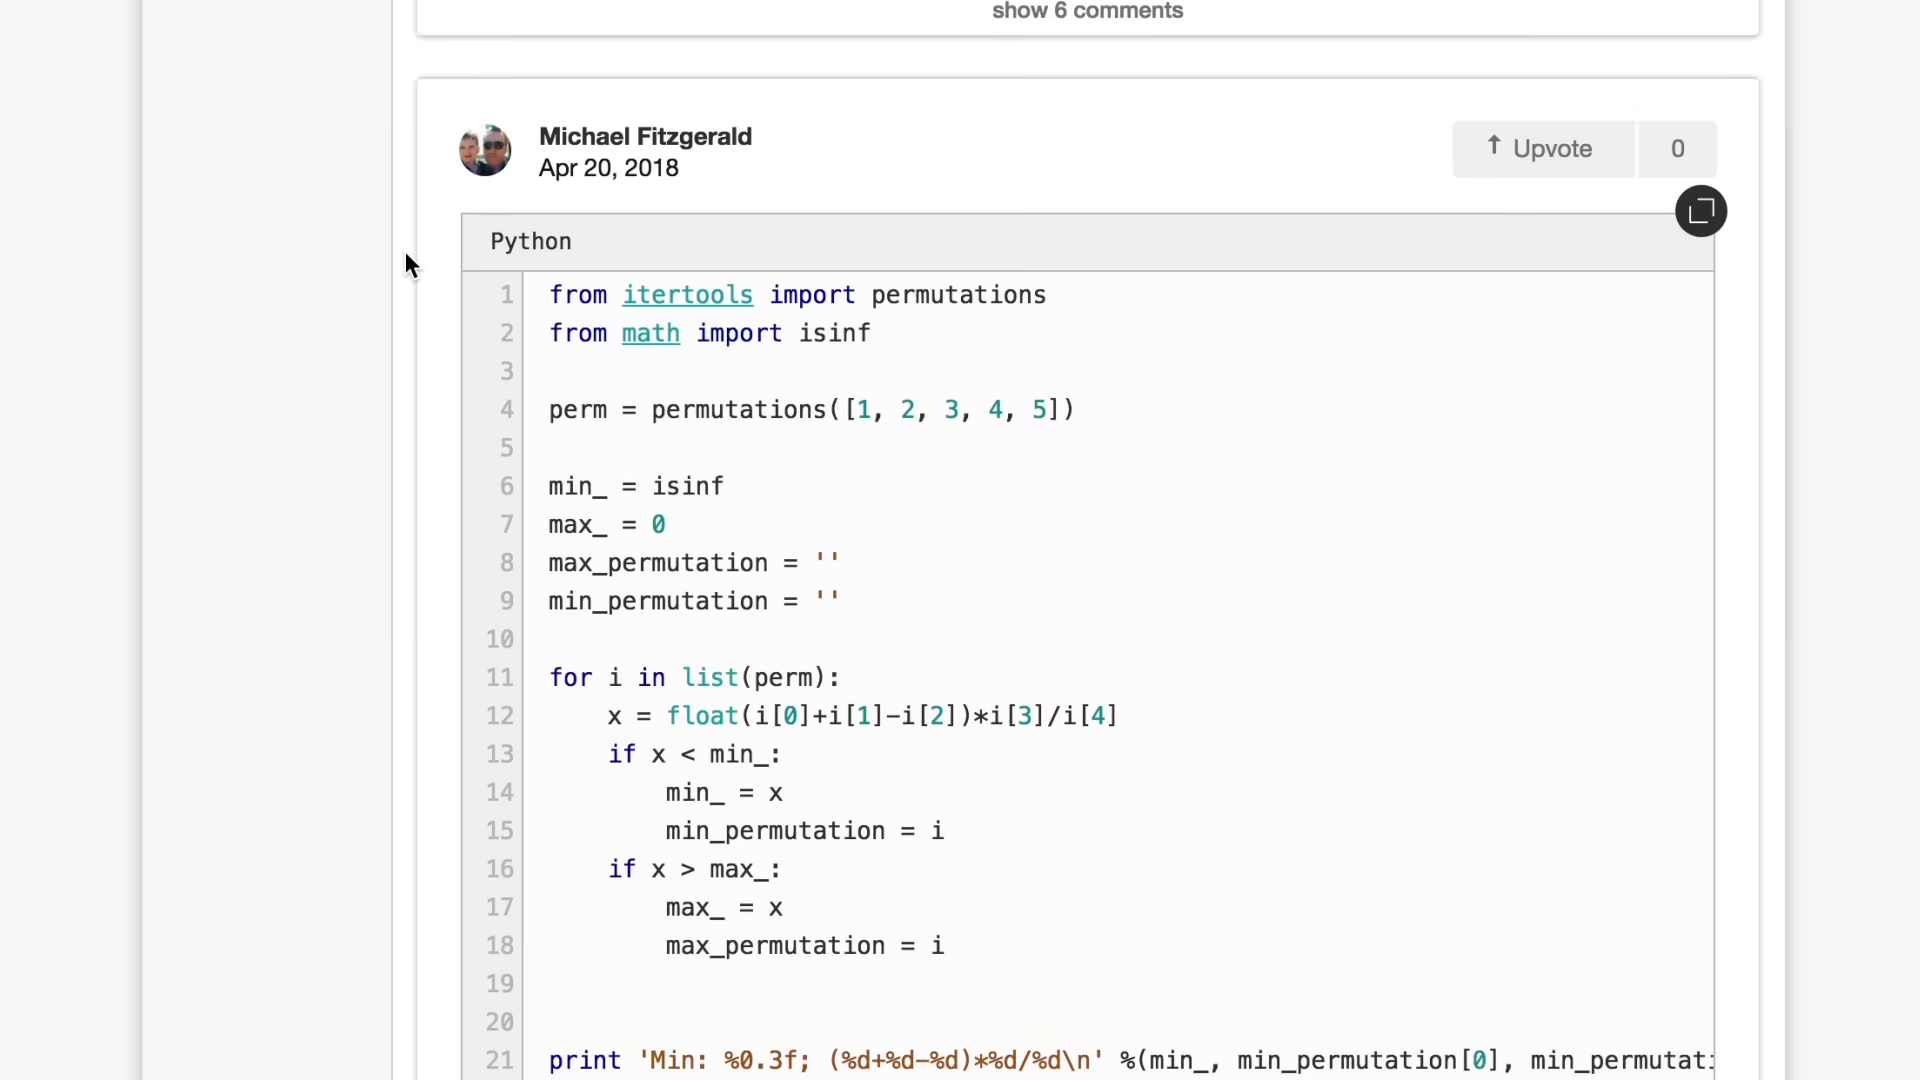 show 6 comments
Michael Fitzgerald
Apr 20, 2018
↑ Upvote 0
Python
1 from itertools import permutations
2 from math import isinf
3
4 perm = permutations([1, 2, 3, 4, 5])
5
6 min_ = isinf
7 max_ = 0
8 max_permutation = ''
9 min_permutation = ''
10
11 for i in list(perm):
12     x = float(i[0]+i[1]-i[2])*i[3]/i[4]
13     if x < min_:
14         min_ = x
15         min_permutation = i
16     if x > max_:
17         max_ = x
18         max_permutation = i
19
20
21 print 'Min: %0.3f; (%d+%d-%d)*%d/%d\n' %(min_, min_permutation[0], min_permutat